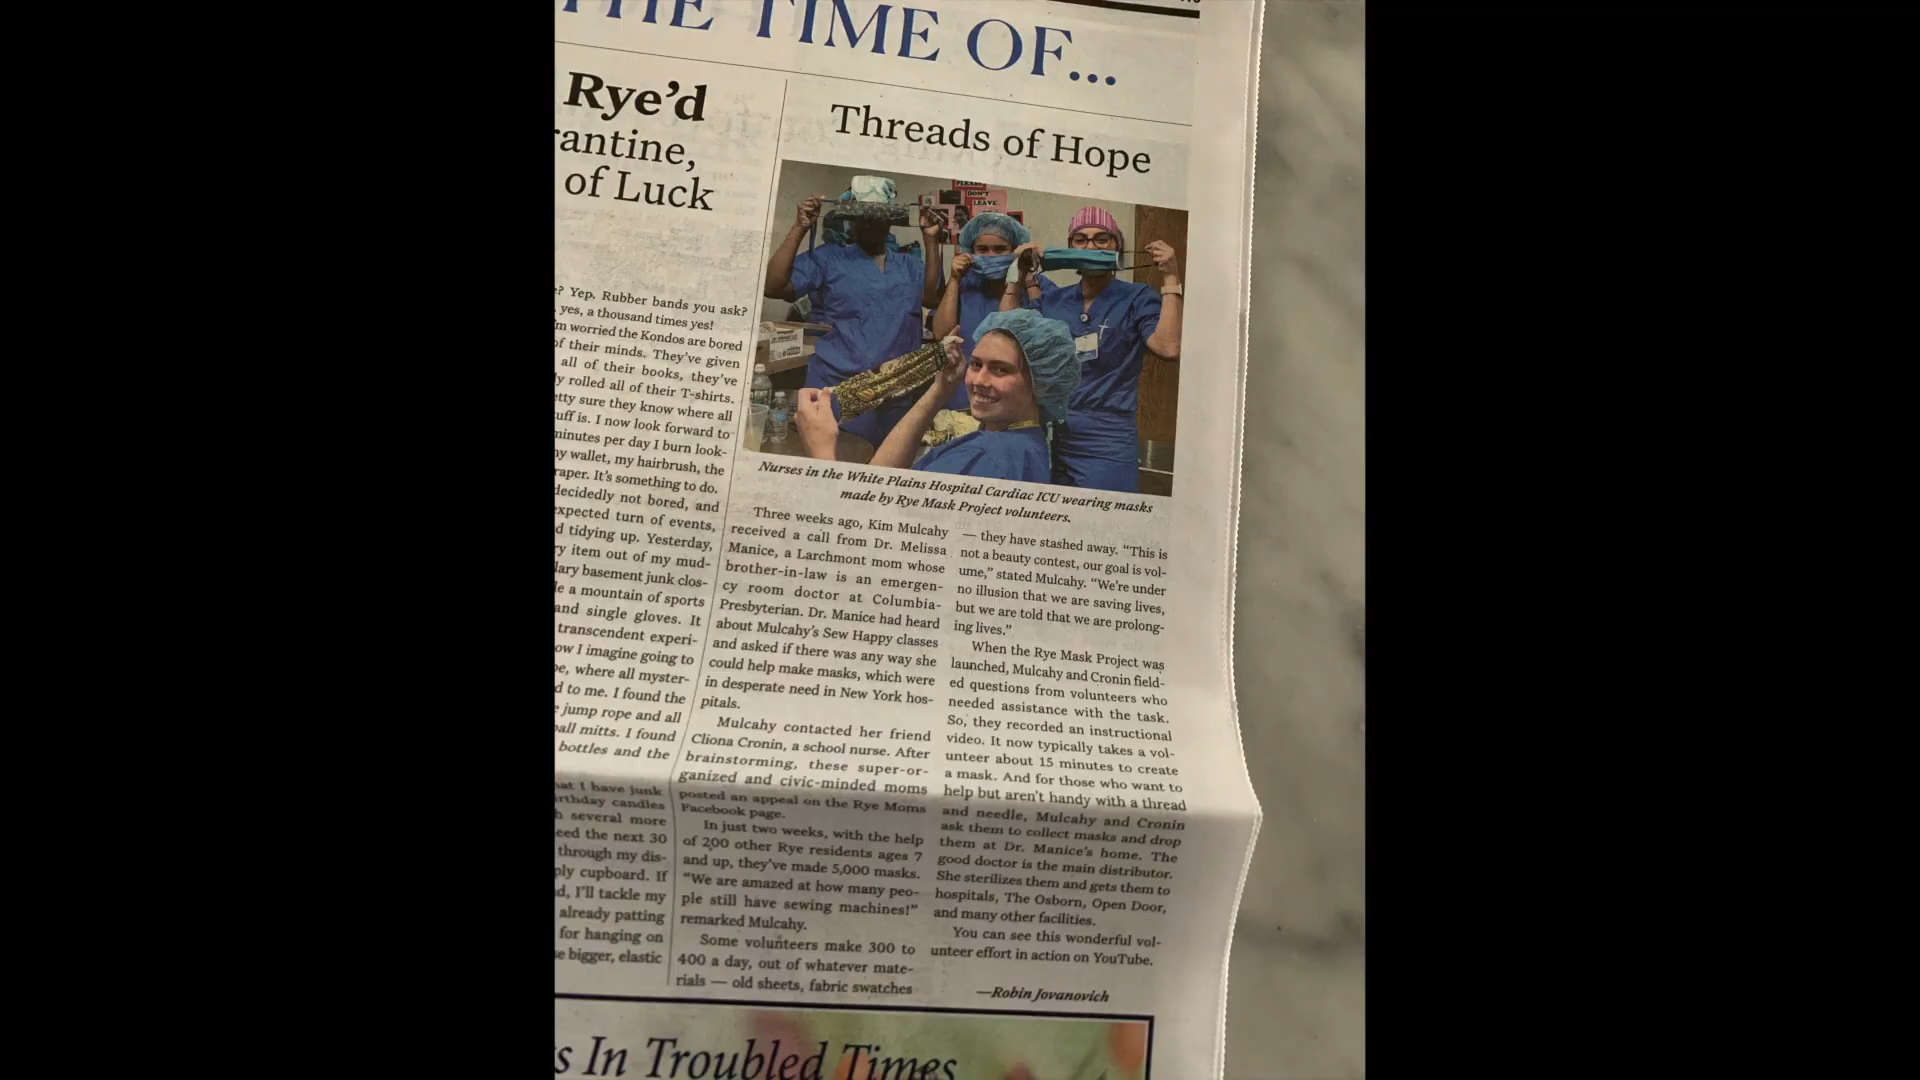 THE TIME OF...
Rye'd
rantine,
of Luck
e? Yep. Rubber bands you ask?
yes, a thousand times yes!
'm worried the Kondos are bored
of their minds. They've given
all of their books, they've
ly rolled all of their T-shirts.
etty sure they know where all
uff is. I now look forward to
minutes per day I burn look-
ny wallet, my hairbrush, the
raper. It's something to do.
decidedly not bored, and
expected turn of events,
d tidying up. Yesterday,
ry item out of my mud-
lary basement junk clos-
le a mountain of sports
and single gloves. It
transcendent experi-
ow I imagine going to
pe, where all myster-
d to me. I found the
e jump rope and all
ball mitts. I found
bottles and the
hat I have junk
rthday candles
h several more
eed the next 30
through my dis-
ply cupboard. If
d, I'll tackle my
already patting
for hanging on
e bigger, elastic
Threads of Hope
PLEASE
DON'T
LEAVE
Nurses in the White Plains Hospital Cardiac ICU wearing masks
made by Rye Mask Project volunteers.
Three weeks ago, Kim Mulcahy
received a call from Dr. Melissa
Manice, a Larchmont mom whose
brother-in-law is an emergen-
cy room doctor at Columbia-
Presbyterian. Dr. Manice had heard
about Mulcahy's Sew Happy classes
and asked if there was any way she
could help make masks, which were
in desperate need in New York hos-
pitals.
Mulcahy contacted her friend
Cliona Cronin, a school nurse. After
brainstorming, these super-or-
ganized and civic-minded moms
posted an appeal on the Rye Moms
Facebook page.
In just two weeks, with the help
of 200 other Rye residents ages 7
and up, they've made 5,000 masks.
"We are amazed at how many peo-
ple still have sewing machines!"
remarked Mulcahy.
Some volunteers make 300 to
400 a day, out of whatever mate-
rials — old sheets, fabric swatches
— they have stashed away. "This is
not a beauty contest, our goal is vol-
ume," stated Mulcahy. "We're under
no illusion that we are saving lives,
but we are told that we are prolong-
ing lives."
When the Rye Mask Project was
launched, Mulcahy and Cronin field-
ed questions from volunteers who
needed assistance with the task.
So, they recorded an instructional
video. It now typically takes a vol-
unteer about 15 minutes to create
a mask. And for those who want to
help but aren't handy with a thread
and needle, Mulcahy and Cronin
ask them to collect masks and drop
them at Dr. Manice's home. The
good doctor is the main distributor.
She sterilizes them and gets them to
hospitals, The Osborn, Open Door,
and many other facilities.
You can see this wonderful vol-
unteer effort in action on YouTube.
—Robin Jovanovich
s In Troubled Times